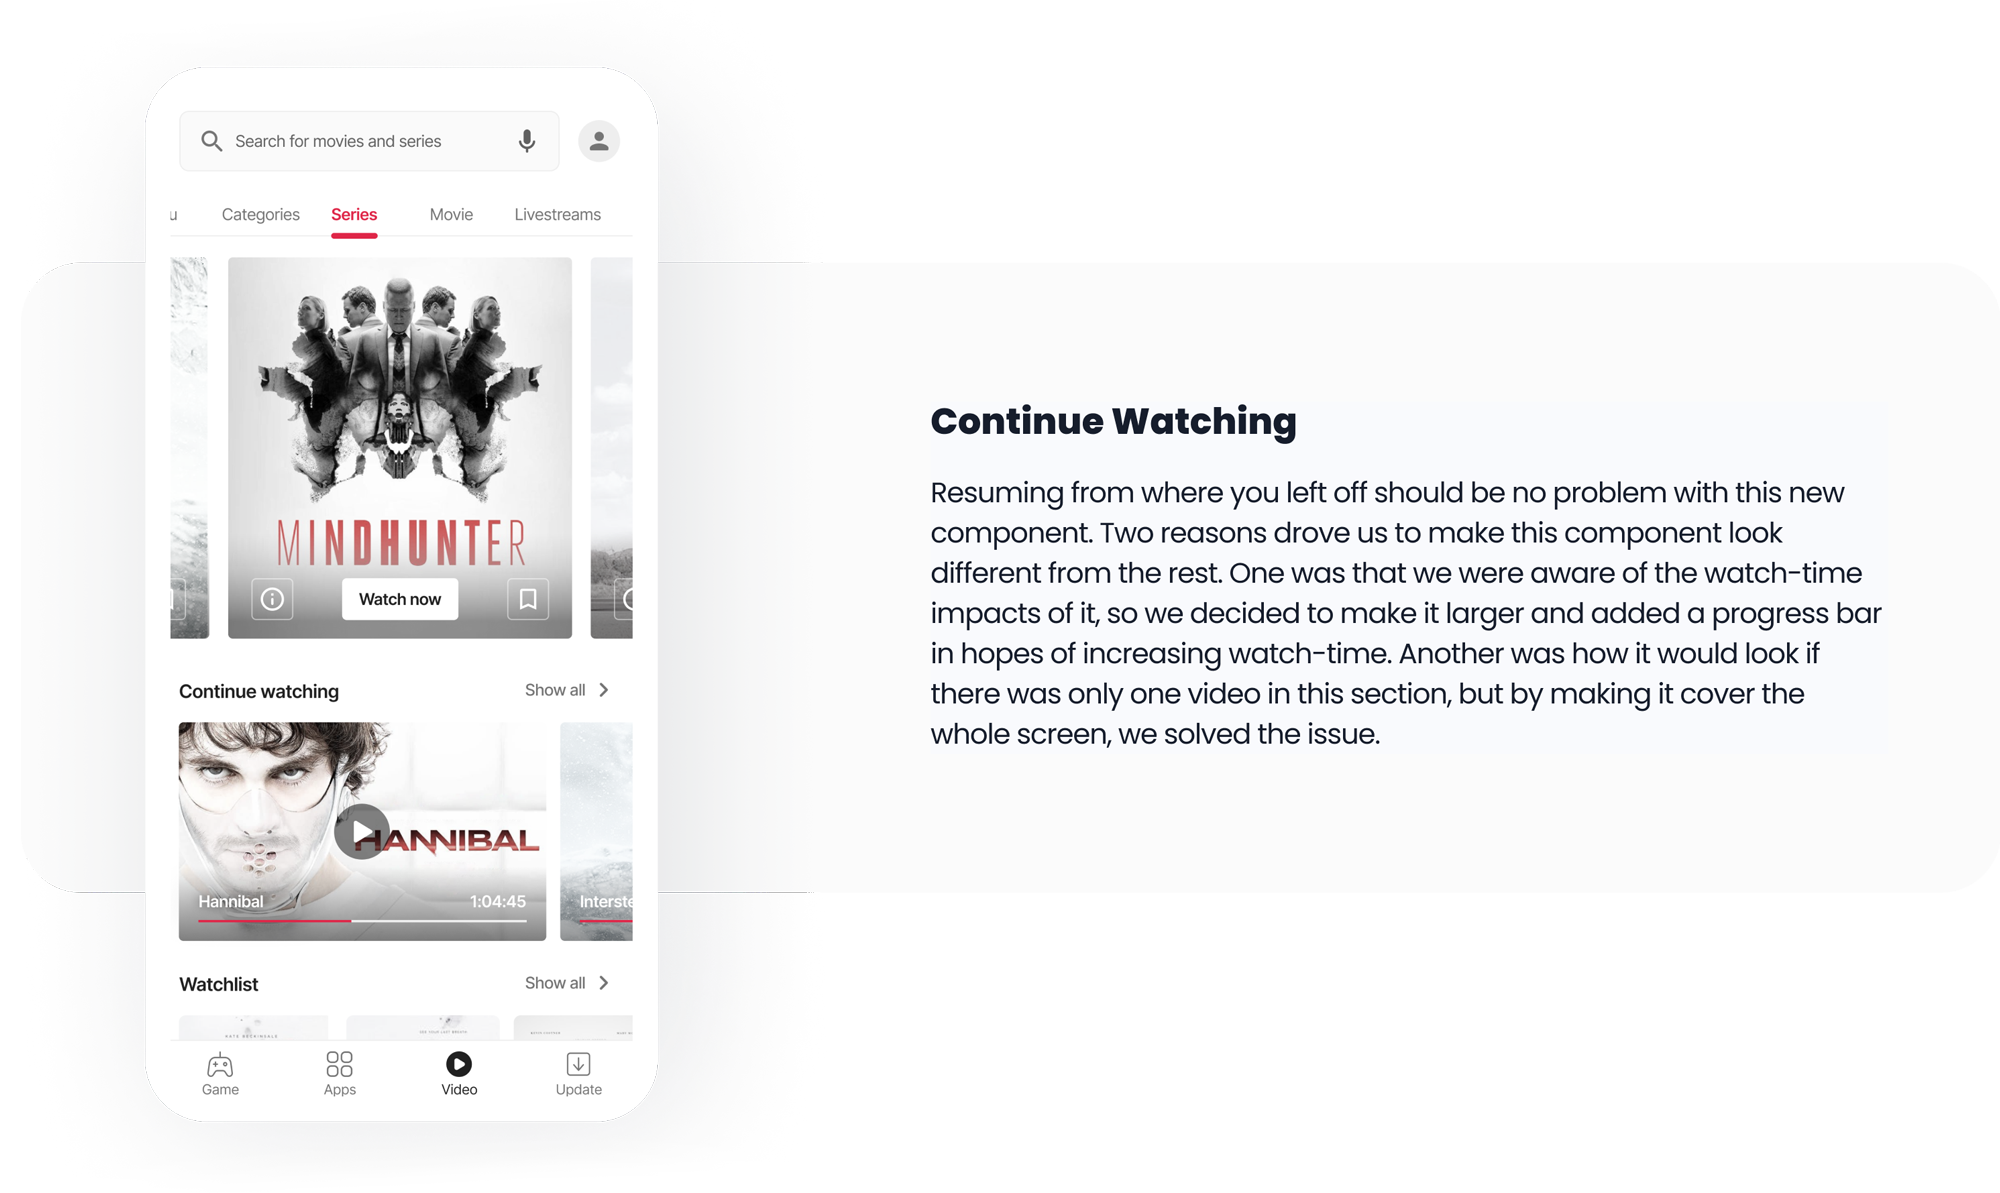 Search for movies and series
u Categories Series Movie Livestreams
MINDHUNTER
Watch now
Continue watching Show all
HANNIBAL
Hannibal 1:04:45 Interste
Watchlist Show all
KATE BECKINSALE
Game Apps Video Update
Continue Watching
Resuming from where you left off should be no problem with this new
component. Two reasons drove us to make this component look
different from the rest. One was that we were aware of the watch-time
impacts of it, so we decided to make it larger and added a progress bar
in hopes of increasing watch-time. Another was how it would look if
there was only one video in this section, but by making it cover the
whole screen, we solved the issue.